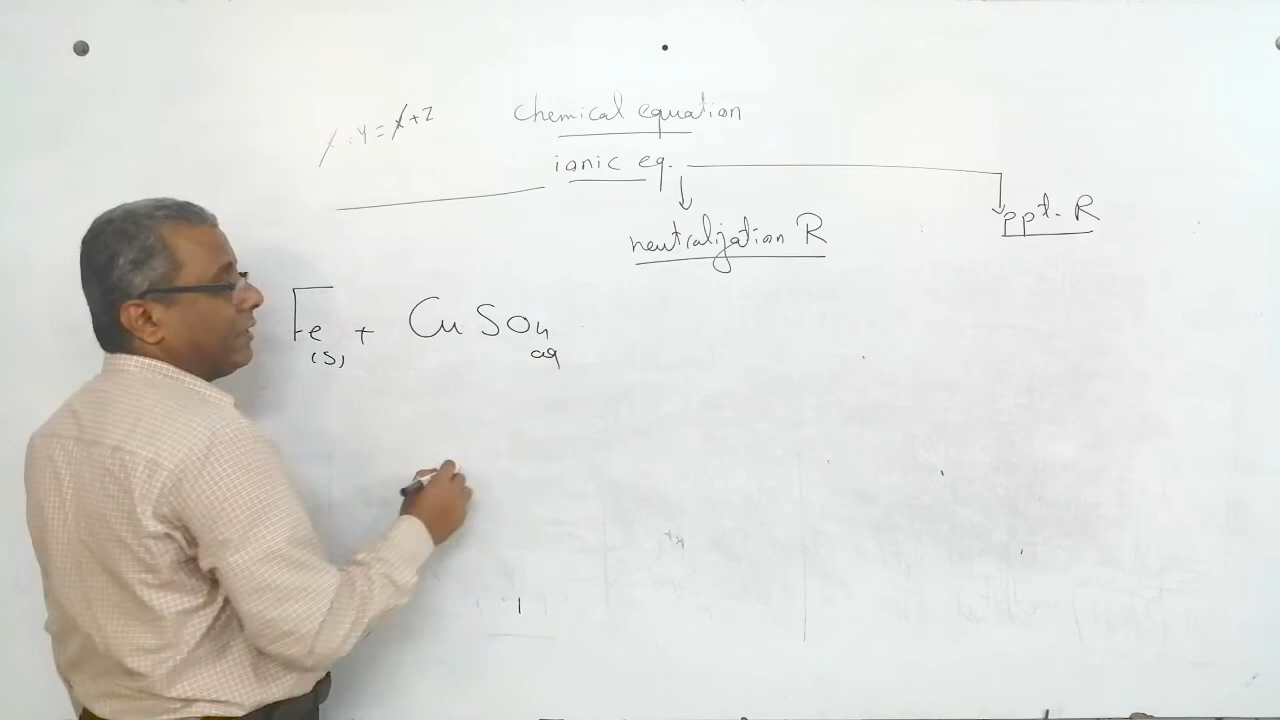 chemical equation
X + Y = X + Z
ionic eq.
neutralization R
ppt. R
Fe(s) + CuSO4 aq